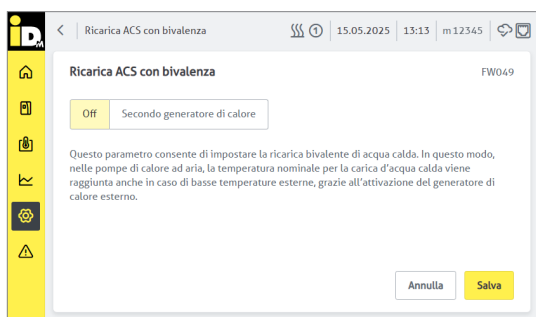 iDM
Ricarica ACS con bivalenza 1 15.05.2025 13:13 m12345
Ricarica ACS con bivalenza FW049
Off Secondo generatore di calore
Questo parametro consente di impostare la ricarica bivalente di acqua calda. In questo modo,
nelle pompe di calore ad aria, la temperatura nominale per la carica d'acqua calda viene
raggiunta anche in caso di basse temperature esterne, grazie all'attivazione del generatore di
calore esterno.
Annulla Salva